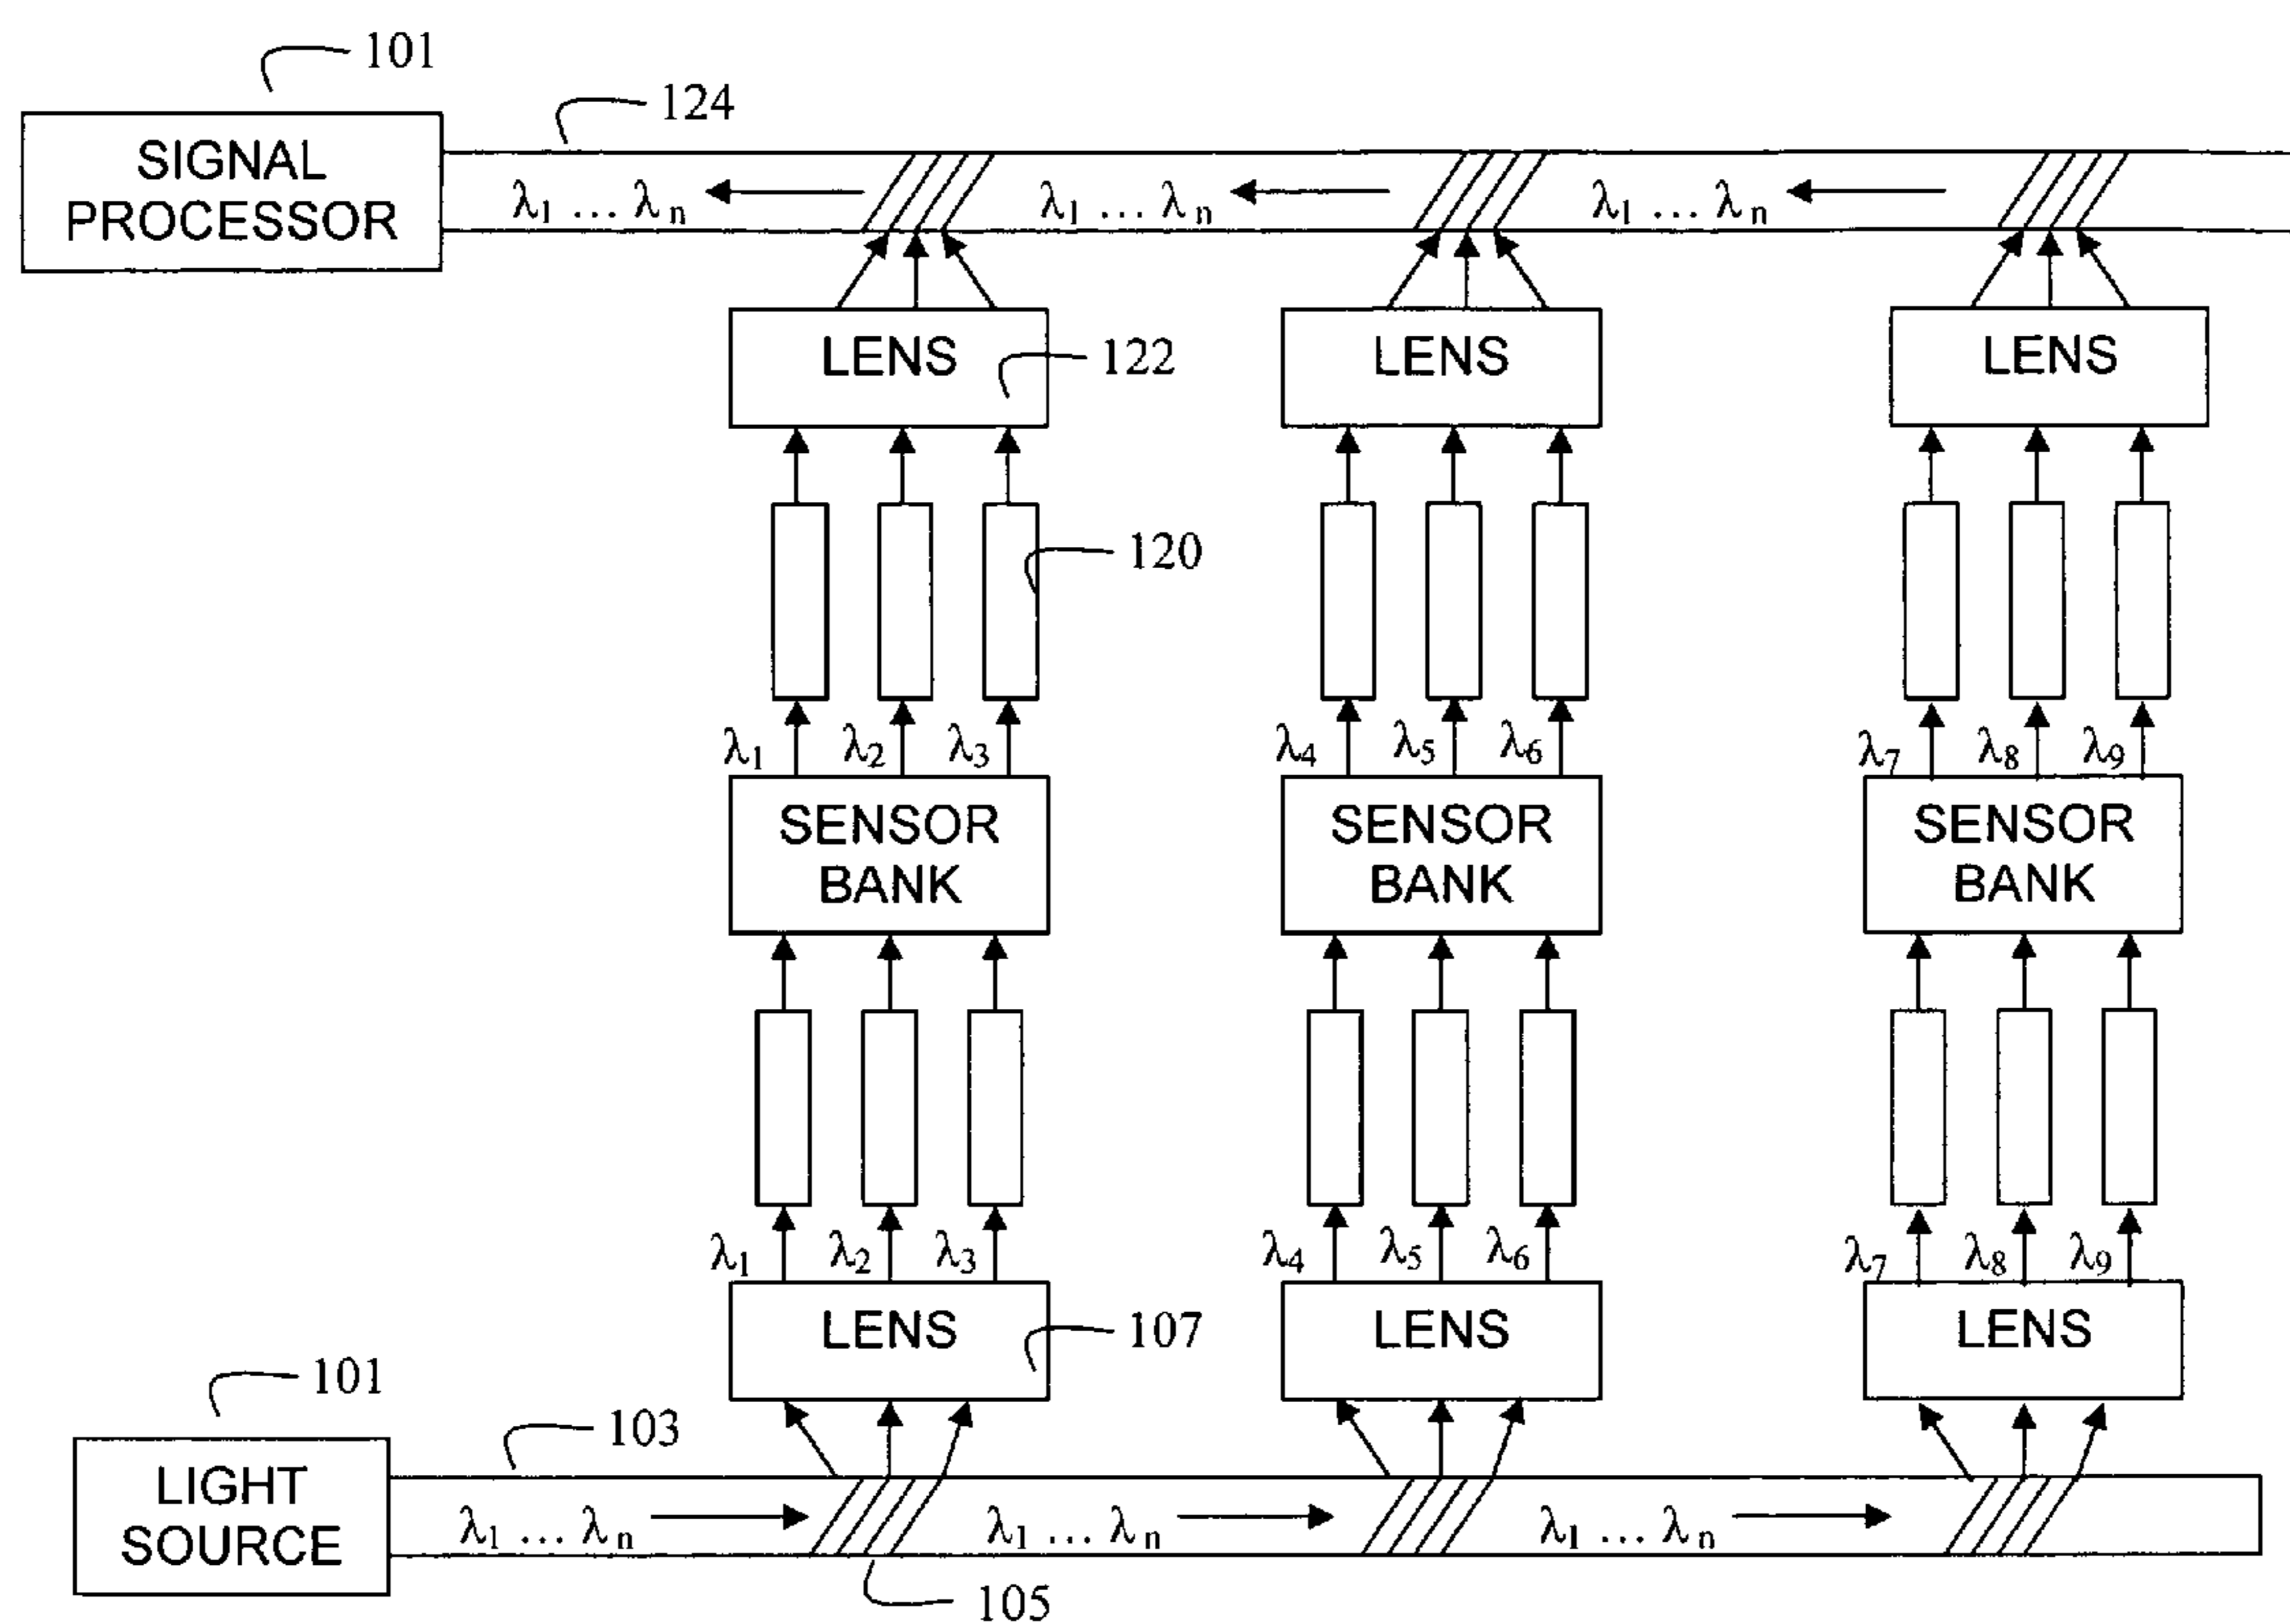 101
124
SIGNAL
PROCESSOR
λ1 ... λn
λ1 ... λn
λ1 ... λn
LENS
122
LENS
LENS
120
λ1 λ2 λ3
λ4 λ5 λ6
λ7 λ8 λ9
SENSOR
BANK
SENSOR
BANK
SENSOR
BANK
λ1 λ2 λ3
λ4 λ5 λ6
λ7 λ8 λ9
LENS
107
LENS
LENS
101
103
LIGHT
SOURCE
λ1 ... λn
λ1 ... λn
λ1 ... λn
105